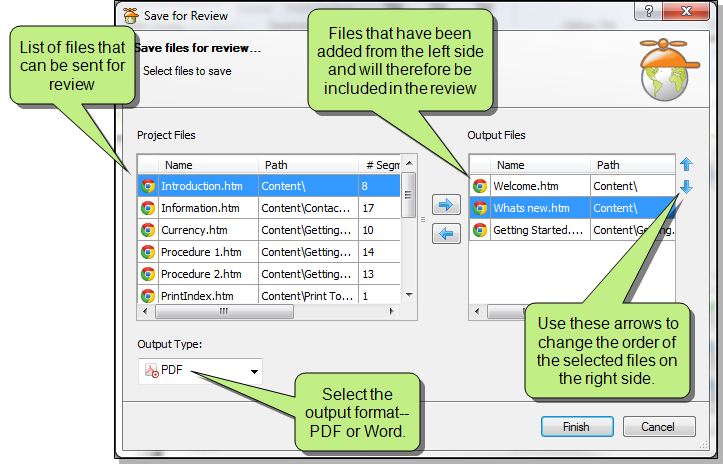 Save for Review
Save files for review...
Select files to save
List of files that
can be sent for
review
Files that have been
added from the left side
and will therefore be
included in the review
Project Files
Name Path # Segm
Introduction.htm Content\ 8
Information.htm Content\Contac... 17
Currency.htm Content\Getting... 10
Procedure 1.htm Content\Getting... 14
Procedure 2.htm Content\Getting... 13
PrintIndex.htm Content\Print To... 1
Output Files
Name Path
Welcome.htm Content\
Whats new.htm Content\
Getting Started.... Content\Getting.
Use these arrows to
change the order of
the selected files on
the right side.
Output Type:
PDF
Select the
output format--
PDF or Word.
Finish Cancel